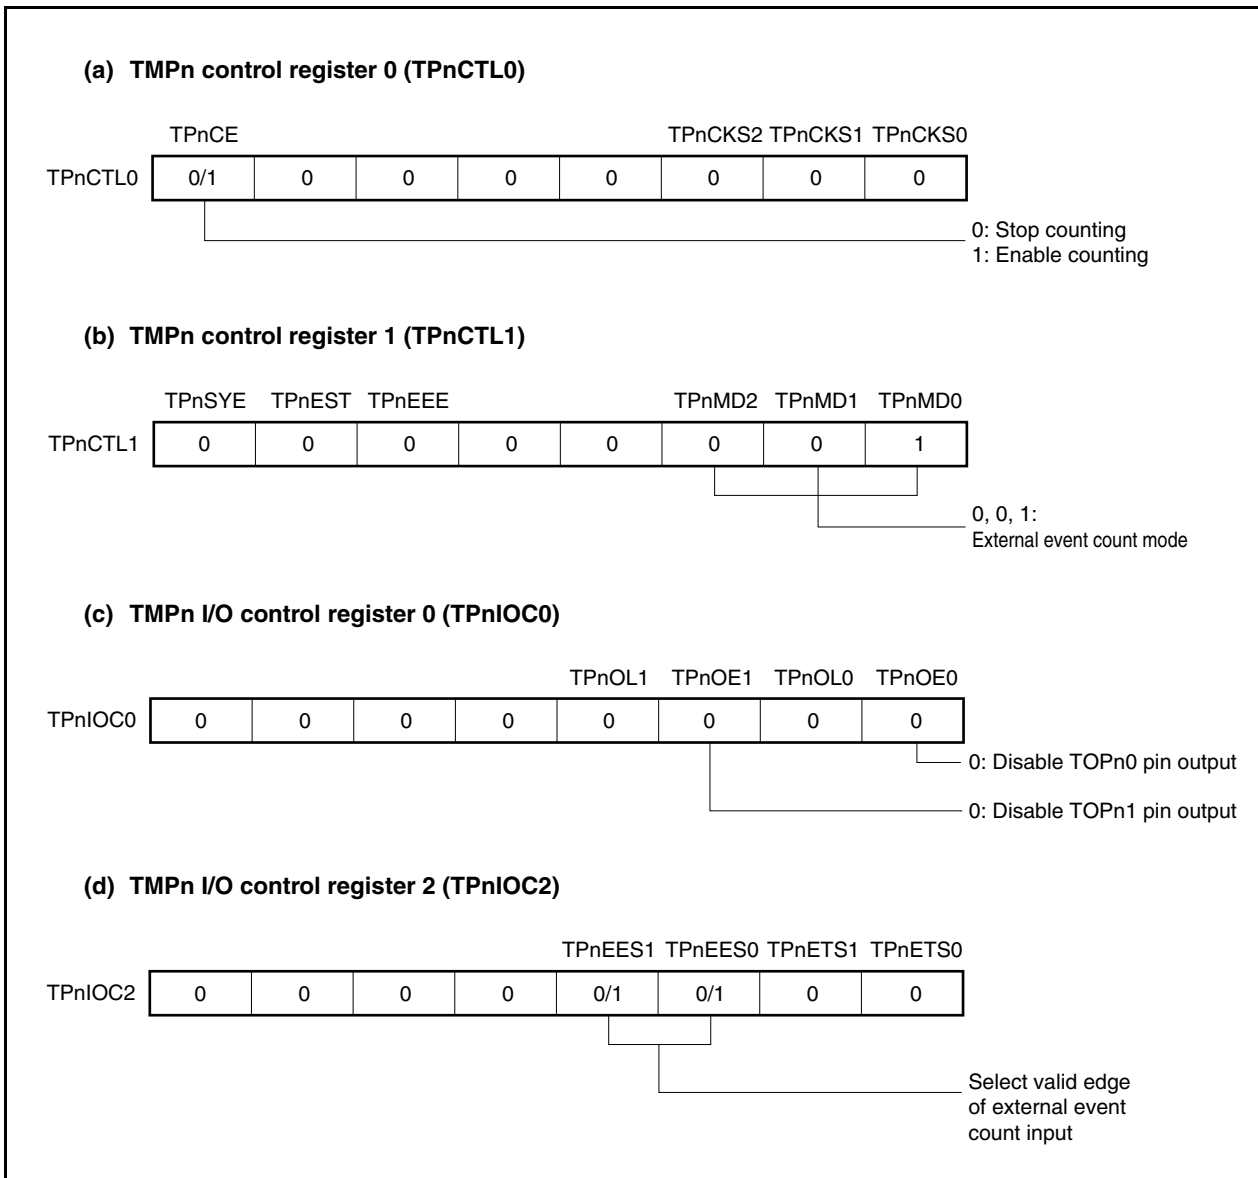 (a) TMPn control register 0 (TPnCTL0)
TPnCE TPnCKS2 TPnCKS1 TPnCKS0
TPnCTL0 0/1 0 0 0 0 0 0 0
0: Stop counting
1: Enable counting
(b) TMPn control register 1 (TPnCTL1)
TPnSYE TPnEST TPnEEE TPnMD2 TPnMD1 TPnMD0
TPnCTL1 0 0 0 0 0 0 0 1
0, 0, 1:
External event count mode
(c) TMPn I/O control register 0 (TPnIOC0)
TPnOL1 TPnOE1 TPnOL0 TPnOE0
TPnIOC0 0 0 0 0 0 0 0 0
0: Disable TOPn0 pin output
0: Disable TOPn1 pin output
(d) TMPn I/O control register 2 (TPnIOC2)
TPnEES1 TPnEES0 TPnETS1 TPnETS0
TPnIOC2 0 0 0 0 0/1 0/1 0 0
Select valid edge
of external event
count input